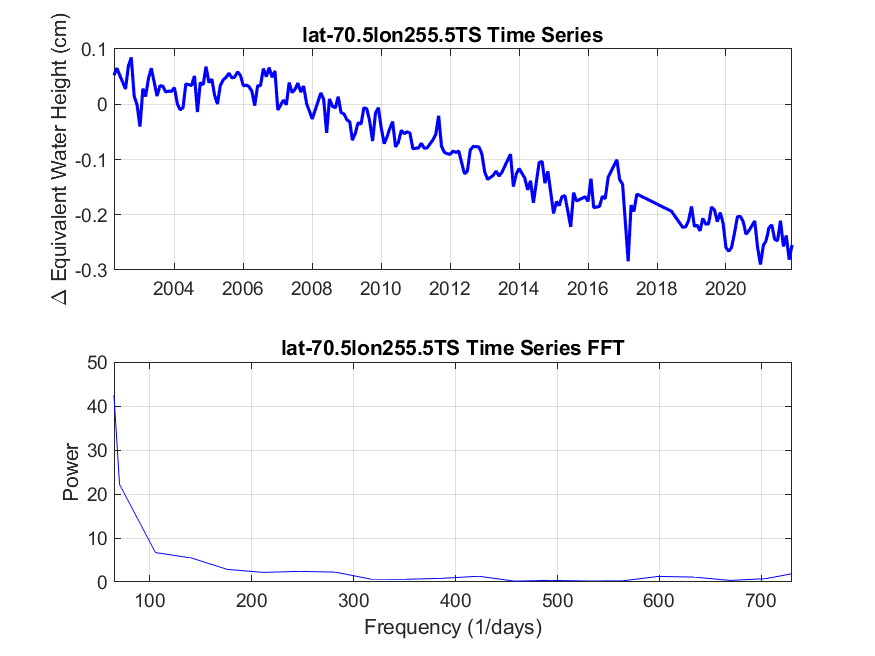 lat-70.5lon255.5TS Time Series
Δ Equivalent Water Height (cm)
0.1
0
-0.1
-0.2
-0.3
2004 2006 2008 2010 2012 2014 2016 2018 2020
lat-70.5lon255.5TS Time Series FFT
Power
50
40
30
20
10
0
100 200 300 400 500 600 700
Frequency (1/days)